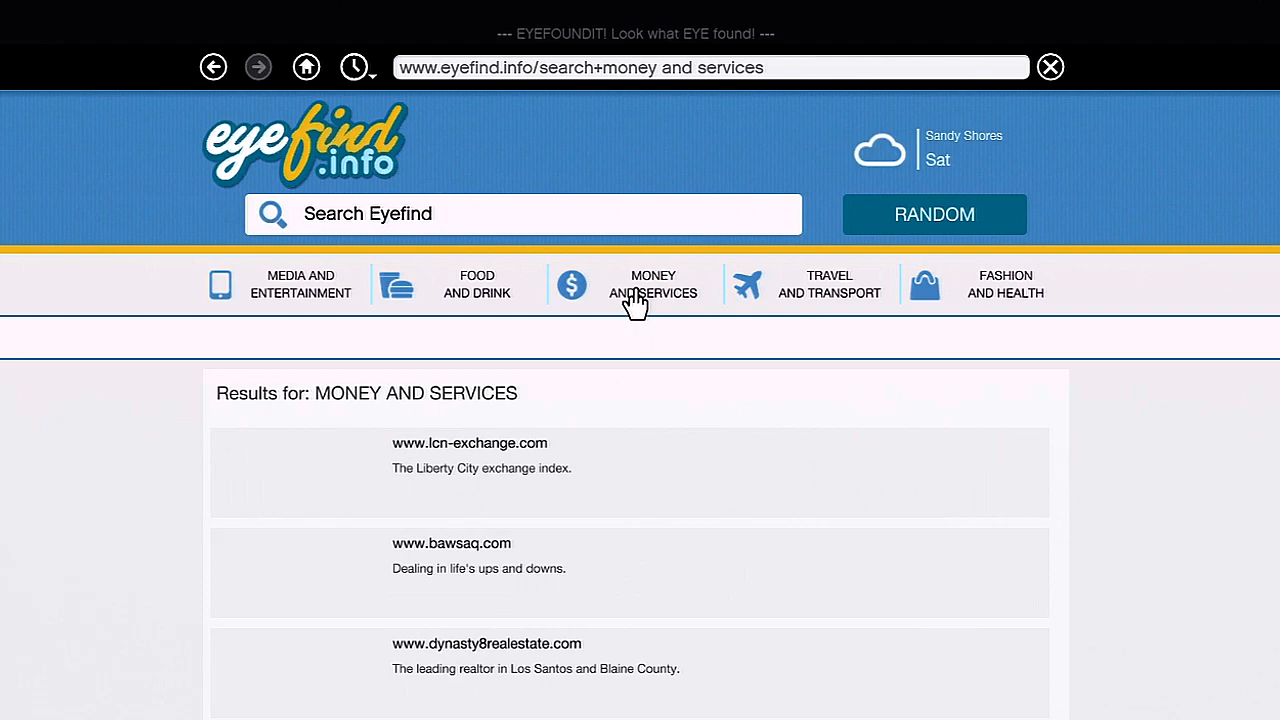 --- EYEFOUNDIT! Look what EYE found! ---
www.eyefind.info/search+money and services
eyefind
.info
Sandy Shores
Sat
Search Eyefind
RANDOM
MEDIA AND
ENTERTAINMENT
FOOD
AND DRINK
MONEY
AND SERVICES
TRAVEL
AND TRANSPORT
FASHION
AND HEALTH
Results for: MONEY AND SERVICES
www.lcn-exchange.com
The Liberty City exchange index.
www.bawsaq.com
Dealing in life's ups and downs.
www.dynasty8realestate.com
The leading realtor in Los Santos and Blaine County.